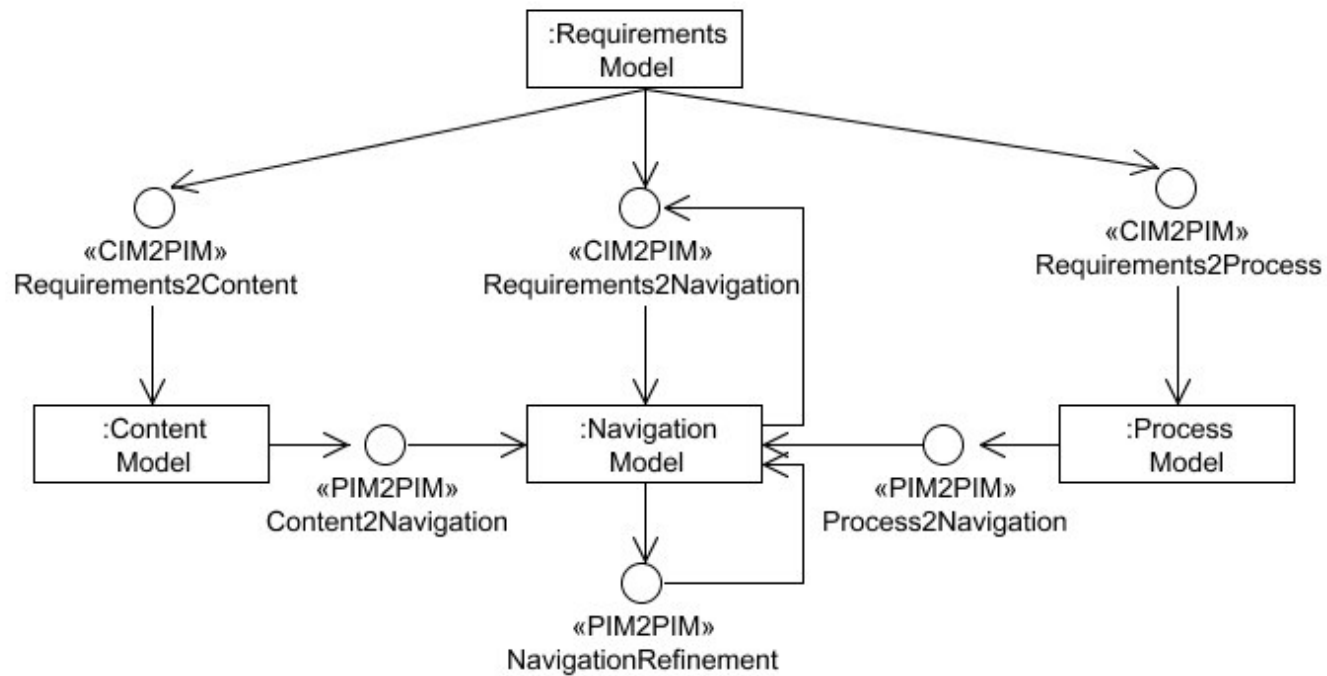 :Requirements
Model
«CIM2PIM»
Requirements2Content
«CIM2PIM»
Requirements2Navigation
«CIM2PIM»
Requirements2Process
:Content
Model
:Navigation
Model
:Process
Model
«PIM2PIM»
Content2Navigation
«PIM2PIM»
Process2Navigation
«PIM2PIM»
NavigationRefinement